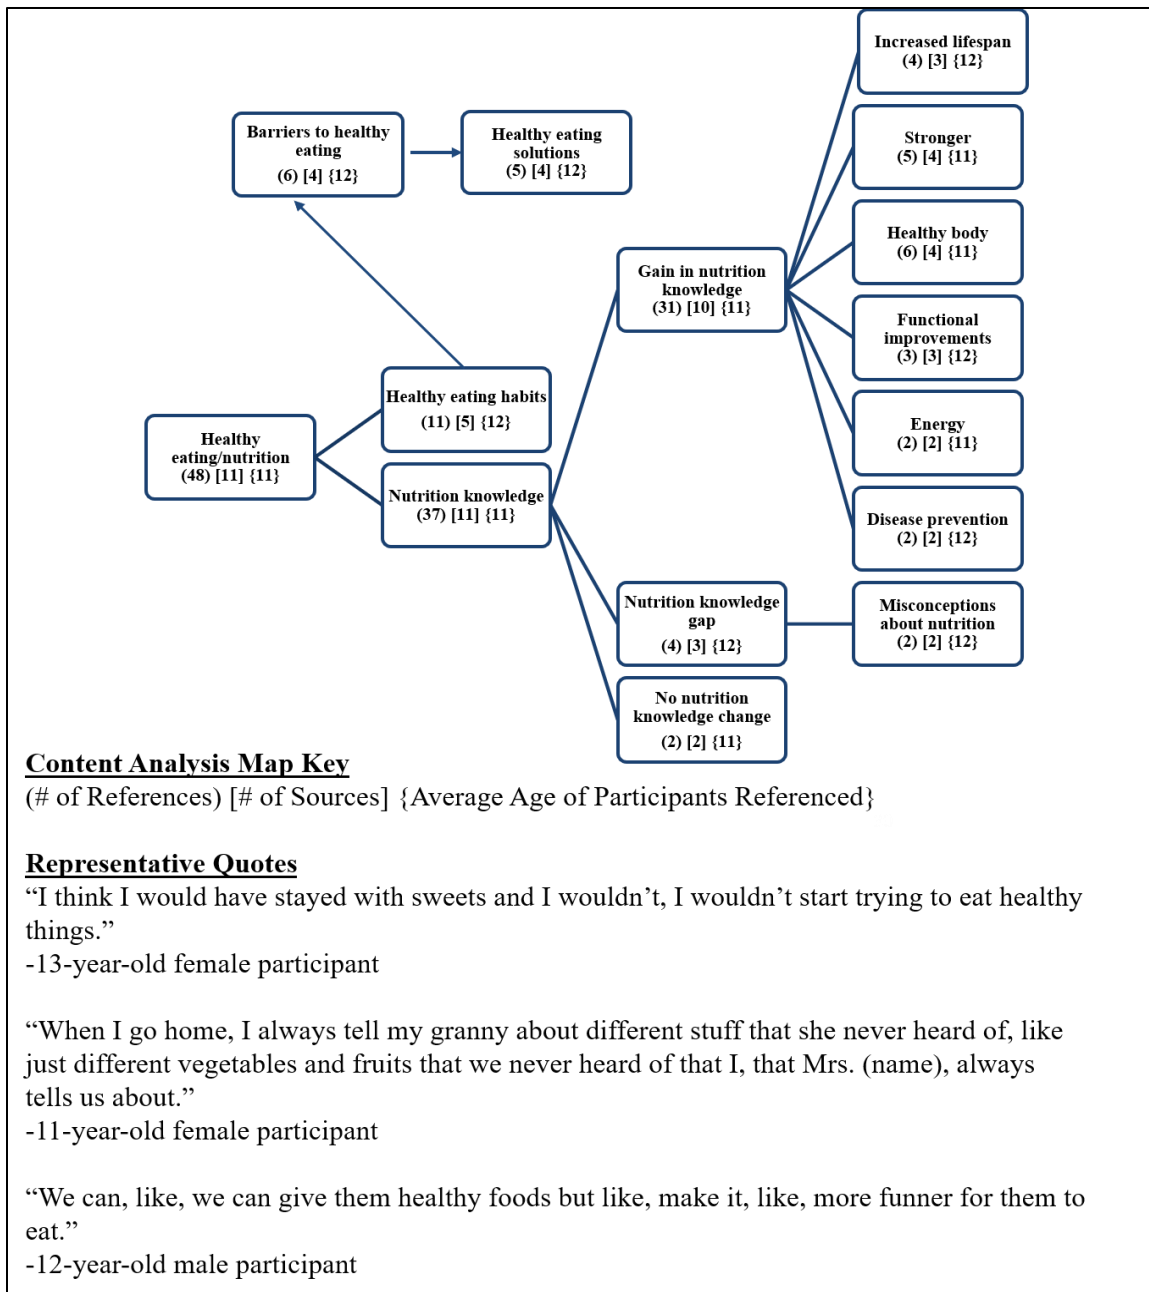 Increased lifespan
(4) [3] {12}
Barriers to healthy
eating
(6) [4] {12}
Healthy eating
solutions
(5) [4] {12}
Stronger
(5) [4] {11}
Healthy body
(6) [4] {11}
Gain in nutrition
knowledge
(31) [10] {11}
Functional
improvements
(3) [3] {12}
Healthy eating habits
(11) [5] {12}
Healthy
eating/nutrition
(48) [11] {11}
Energy
(2) [2] {11}
Nutrition knowledge
(37) [11] {11}
Disease prevention
(2) [2] {12}
Nutrition knowledge
gap
(4) [3] {12}
Misconceptions
about nutrition
(2) [2] {12}
No nutrition
knowledge change
(2) [2] {11}
Content Analysis Map Key
(# of References) [# of Sources] {Average Age of Participants Referenced}
Representative Quotes
“I think I would have stayed with sweets and I wouldn’t, I wouldn’t start trying to eat healthy
things.”
-13-year-old female participant
“When I go home, I always tell my granny about different stuff that she never heard of, like
just different vegetables and fruits that we never heard of that I, that Mrs. (name), always
tells us about.”
-11-year-old female participant
“We can, like, we can give them healthy foods but like, make it, like, more funner for them to
eat.”
-12-year-old male participant